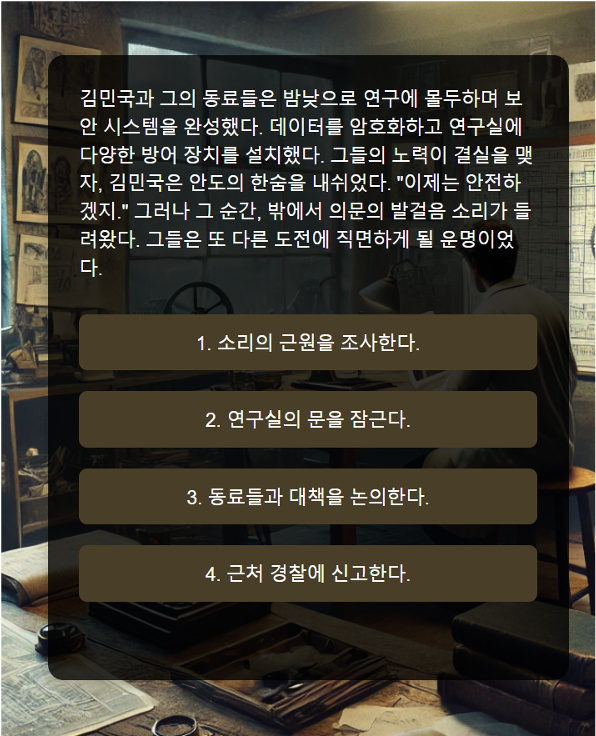 김민국과 그의 동료들은 밤낮으로 연구에 몰두하며 보
안 시스템을 완성했다. 데이터를 암호화하고 연구실에
다양한 방어 장치를 설치했다. 그들의 노력이 결실을 맺
자, 김민국은 안도의 한숨을 내쉬었다. "이제는 안전하
겠지." 그러나 그 순간, 밖에서 의문의 발걸음 소리가 들
려왔다. 그들은 또 다른 도전에 직면하게 될 운명이었
다.
1. 소리의 근원을 조사한다.
2. 연구실의 문을 잠근다.
3. 동료들과 대책을 논의한다.
4. 근처 경찰에 신고한다.